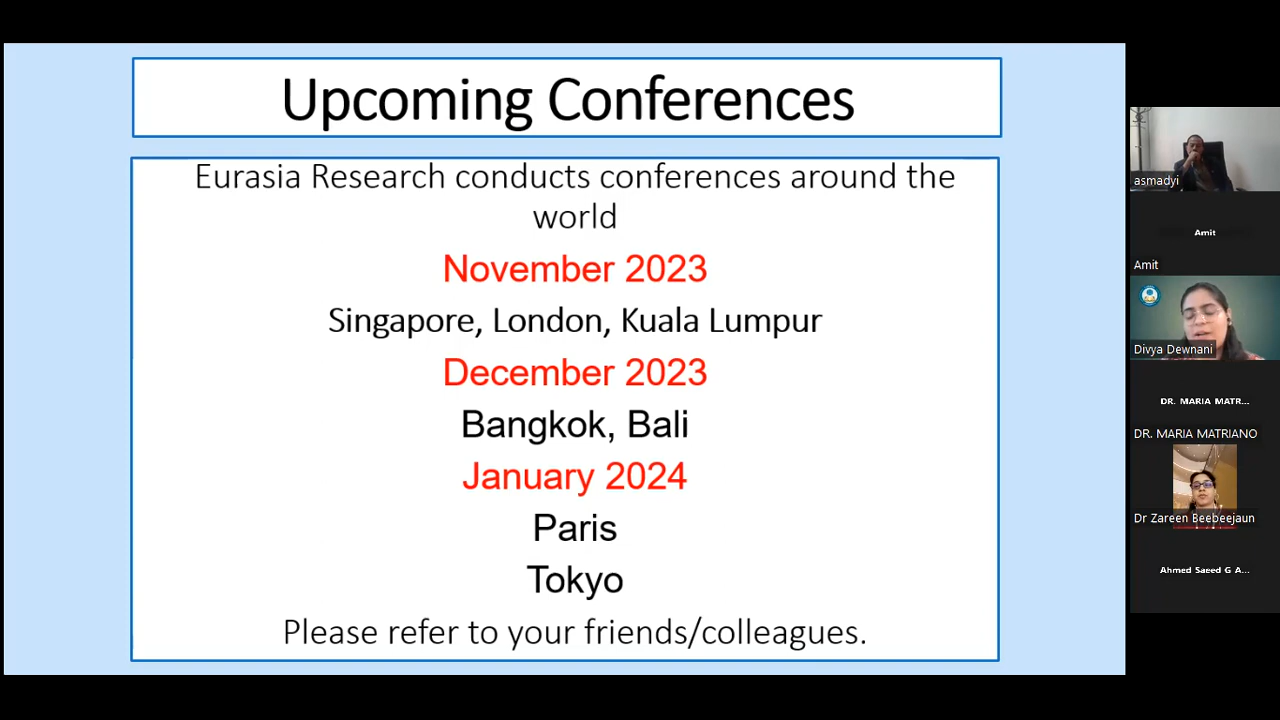 Upcoming Conferences
Eurasia Research conducts conferences around the
world
November 2023
Singapore, London, Kuala Lumpur
December 2023
Bangkok, Bali
January 2024
Paris
Tokyo
Please refer to your friends/colleagues.
asmadyi
Amit
Amit
Divya Dewnani
DR. MARIA MATR...
DR. MARIA MATRIANO
Dr Zareen Beebeejaun
Ahmed Saeed G A...